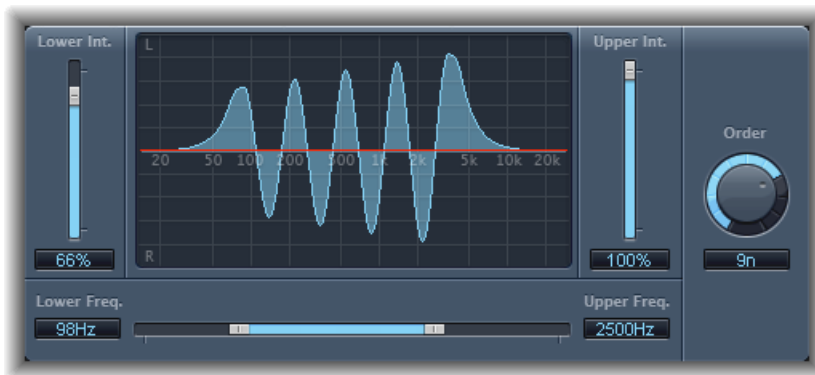 Lower Int.
L
Upper Int.
Order
20 50 100 200 500 1k 2k 5k 10k 20k
R
66%
100%
9n
Lower Freq.
Upper Freq.
98Hz
2500Hz